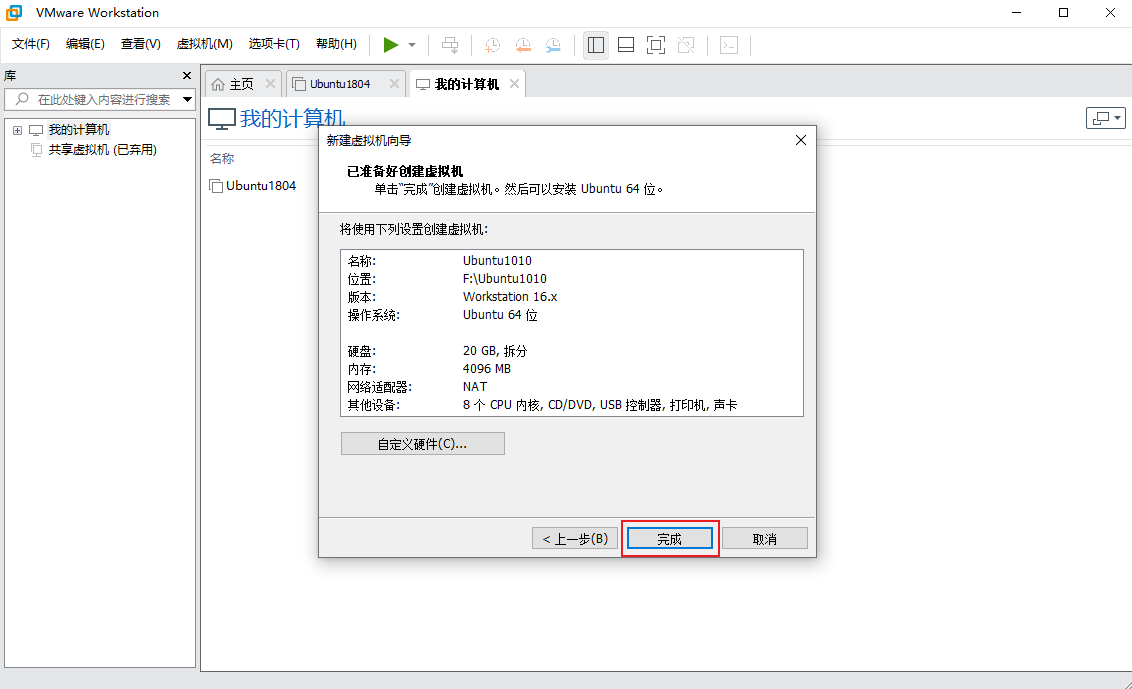 VMware Workstation
文件(F) 编辑(E) 查看(V) 虚拟机(M) 选项卡(T) 帮助(H)
库
在此处键入内容进行搜索
我的计算机
共享虚拟机 (已弃用)
主页 Ubuntu1804 我的计算机
我的计算机
名称
Ubuntu1804
新建虚拟机向导
已准备好创建虚拟机
单击“完成”创建虚拟机。然后可以安装 Ubuntu 64 位。
将使用下列设置创建虚拟机:
名称: Ubuntu1010
位置: F:\Ubuntu1010
版本: Workstation 16.x
操作系统: Ubuntu 64 位
硬盘: 20 GB, 拆分
内存: 4096 MB
网络适配器: NAT
其他设备: 8 个 CPU 内核, CD/DVD, USB 控制器, 打印机, 声卡
自定义硬件(C)...
< 上一步(B) 完成 取消